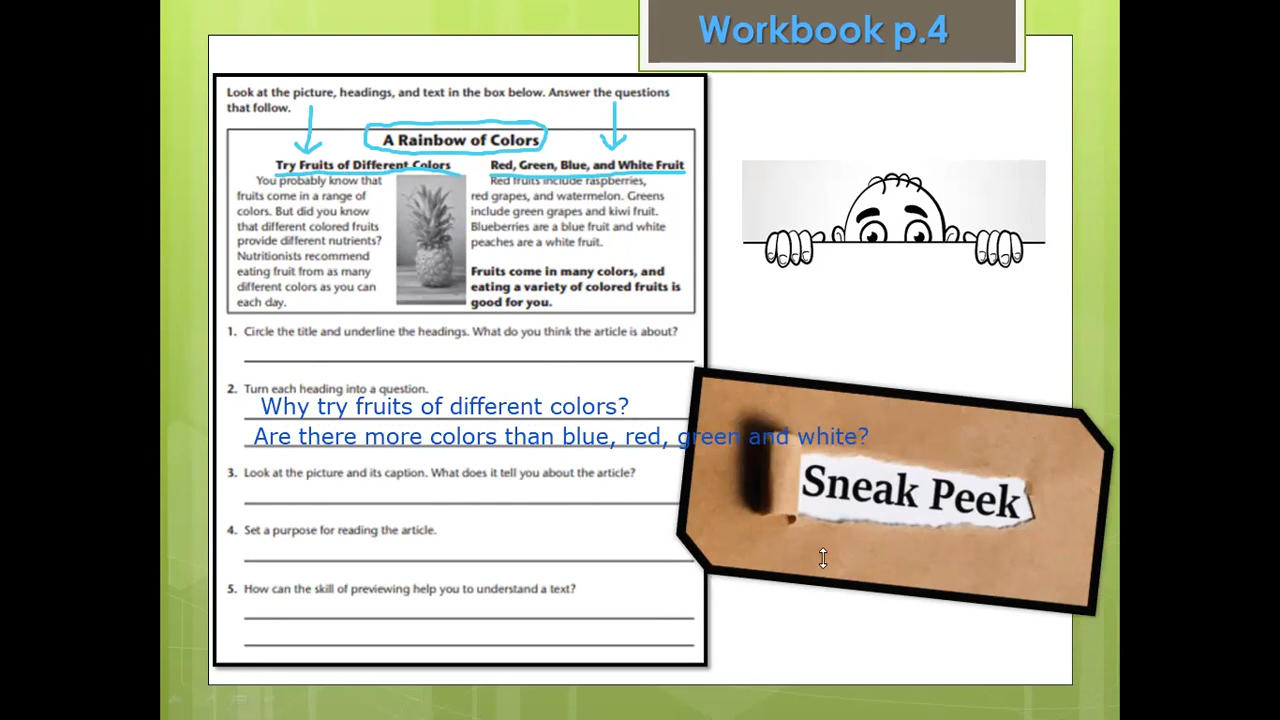 Workbook p.4
Look at the picture, headings, and text in the box below. Answer the questions
that follow.
A Rainbow of Colors
Try Fruits of Different Colors
You probably know that
fruits come in a range of
colors. But did you know
that different colored fruits
provide different nutrients?
Nutritionists recommend
eating fruit from as many
different colors as you can
each day.
Red, Green, Blue, and White Fruit
Red fruits include raspberries,
red grapes, and watermelon. Greens
include green grapes and kiwi fruit.
Blueberries are a blue fruit and white
peaches are a white fruit.
Fruits come in many colors, and
eating a variety of colored fruits is
good for you.
1. Circle the title and underline the headings. What do you think the article is about?
2. Turn each heading into a question.
Why try fruits of different colors?
Are there more colors than blue, red, green and white?
3. Look at the picture and its caption. What does it tell you about the article?
4. Set a purpose for reading the article.
5. How can the skill of previewing help you to understand a text?
Sneak Peek